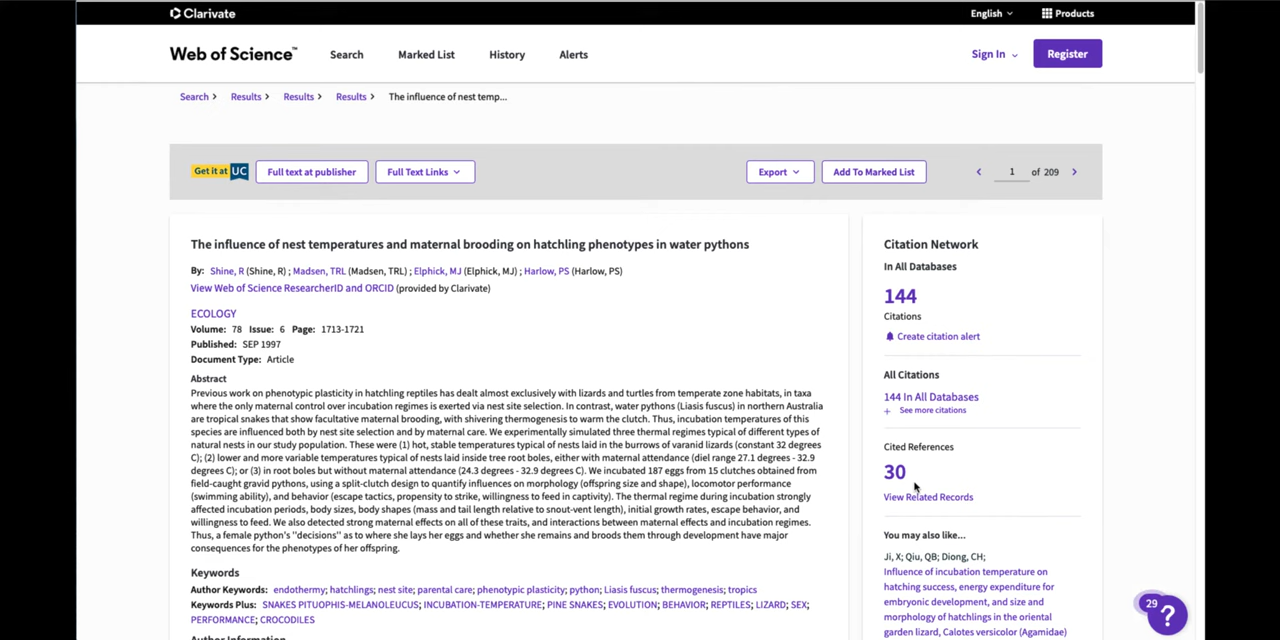 Clarivate
English
Products
Web of Science™
Search
Marked List
History
Alerts
Sign In
Register
Search > Results > Results > Results > The influence of nest temp...
Get it at UC
Full text at publisher
Full Text Links
Export
Add To Marked List
1 of 209
The influence of nest temperatures and maternal brooding on hatchling phenotypes in water pythons
By: Shine, R (Shine, R) ; Madsen, TRL (Madsen, TRL) ; Elphick, MJ (Elphick, MJ) ; Harlow, PS (Harlow, PS)
View Web of Science ResearcherID and ORCID (provided by Clarivate)
ECOLOGY
Volume: 78 Issue: 6 Page: 1713-1721
Published: SEP 1997
Document Type: Article
Abstract
Previous work on phenotypic plasticity in hatchling reptiles has dealt almost exclusively with lizards and turtles from temperate zone habitats, in taxa
where the only maternal control over incubation regimes is exerted via nest site selection. In contrast, water pythons (Liasis fuscus) in northern Australia
are tropical snakes that show facultative maternal brooding, with shivering thermogenesis to warm the clutch. Thus, incubation temperatures of this
species are influenced both by nest site selection and by maternal care. We experimentally simulated three thermal regimes typical of different types of
natural nests in our study population. These were (1) hot, stable temperatures typical of nests laid in the burrows of varanid lizards (constant 32 degrees
C); (2) lower and more variable temperatures typical of nests laid inside tree root boles, either with maternal attendance (diel range 27.1 degrees - 32.9
degrees C); or (3) in root boles but without maternal attendance (24.3 degrees - 32.9 degrees C). We incubated 187 eggs from 15 clutches obtained from
field-caught gravid pythons, using a split-clutch design to quantify influences on morphology (offspring size and shape), locomotor performance
(swimming ability), and behavior (escape tactics, propensity to strike, willingness to feed in captivity). The thermal regime during incubation strongly
affected incubation periods, body sizes, body shapes (mass and tail length relative to snout-vent length), initial growth rates, escape behavior, and
willingness to feed. We also detected strong maternal effects on all of these traits, and interactions between maternal effects and incubation regimes.
Thus, a female python's ''decisions'' as to where she lays her eggs and whether she remains and broods them through development have major
consequences for the phenotypes of her offspring.
Keywords
Author Keywords: endothermy; hatchlings; nest site; parental care; phenotypic plasticity; python; Liasis fuscus; thermogenesis; tropics
Keywords Plus: SNAKES PITUOPHIS-MELANOLEUCUS; INCUBATION-TEMPERATURE; PINE SNAKES; EVOLUTION; BEHAVIOR; REPTILES; LIZARD; SEX;
PERFORMANCE; CROCODILES
Author Information
Citation Network
In All Databases
144
Citations
Create citation alert
All Citations
144 In All Databases
+ See more citations
Cited References
30
View Related Records
You may also like...
Ji, X; Qiu, QB; Diong, CH;
Influence of incubation temperature on
hatching success, energy expenditure for
embryonic development, and size and
morphology of hatchlings in the oriental
garden lizard, Calotes versicolor (Agamidae)
29
?